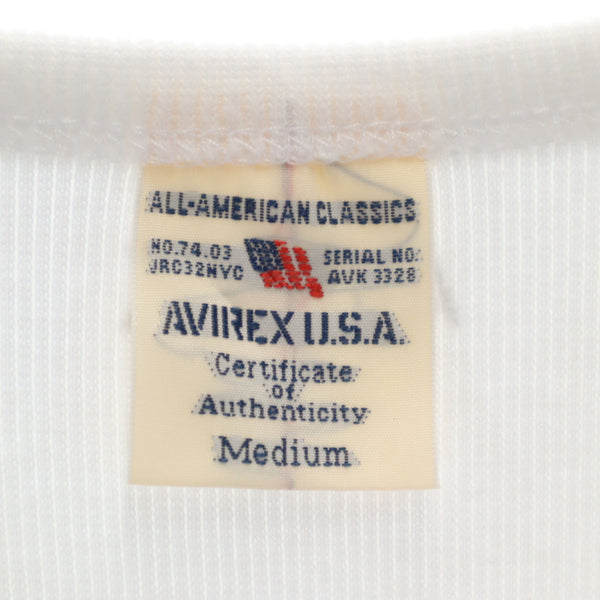 ALL-AMERICAN CLASSICS
NO.74.03 SERIAL NO.
JRC32NYC AVK 3328
AVIREX U.S.A.
Certificate
of
Authenticity
Medium